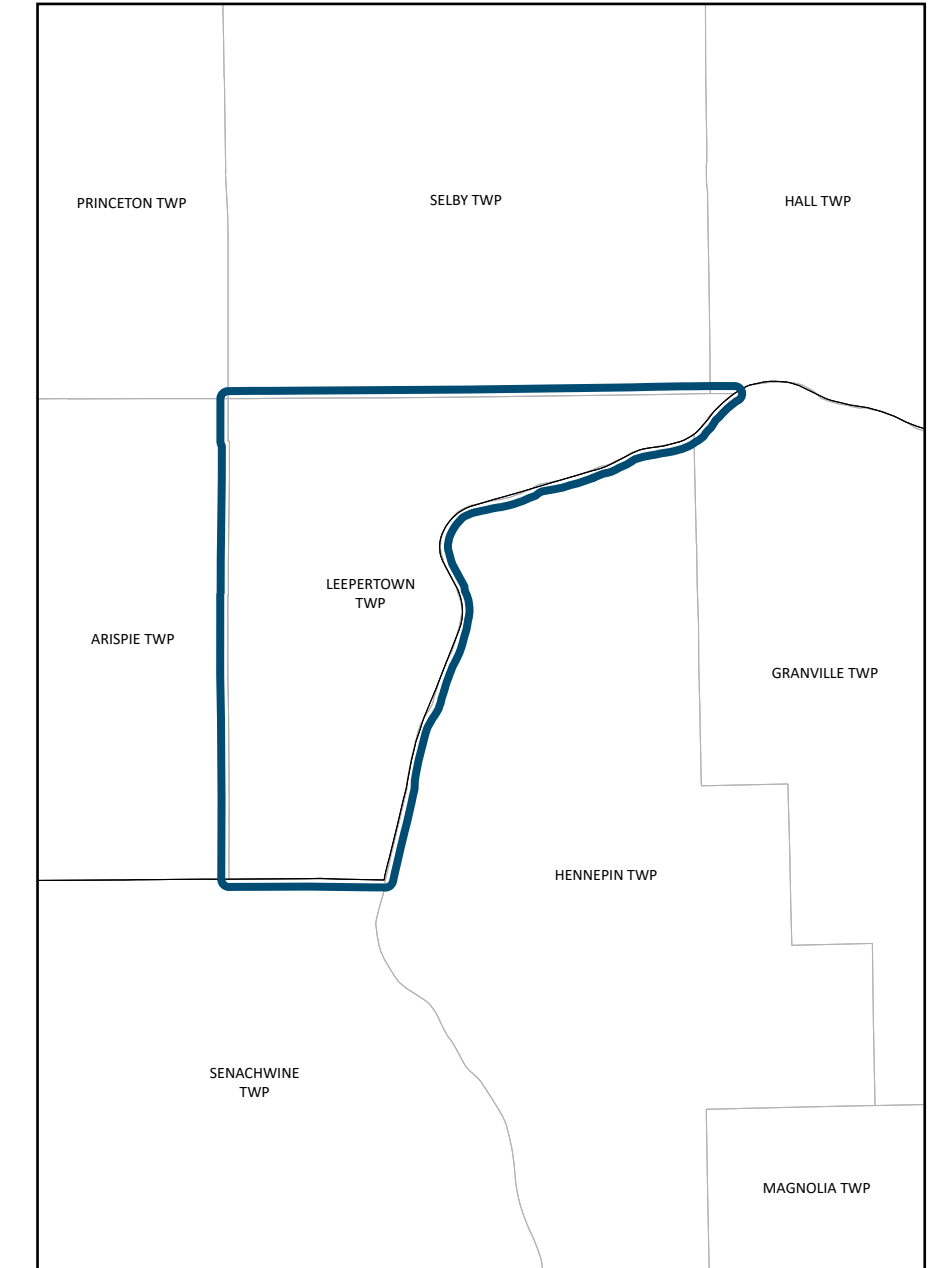 PRINCETON TWP
SELBY TWP
HALL TWP
LEEPERTOWN
TWP
ARISPIE TWP
GRANVILLE TWP
HENNEPIN TWP
SENACHWINE
TWP
MAGNOLIA TWP